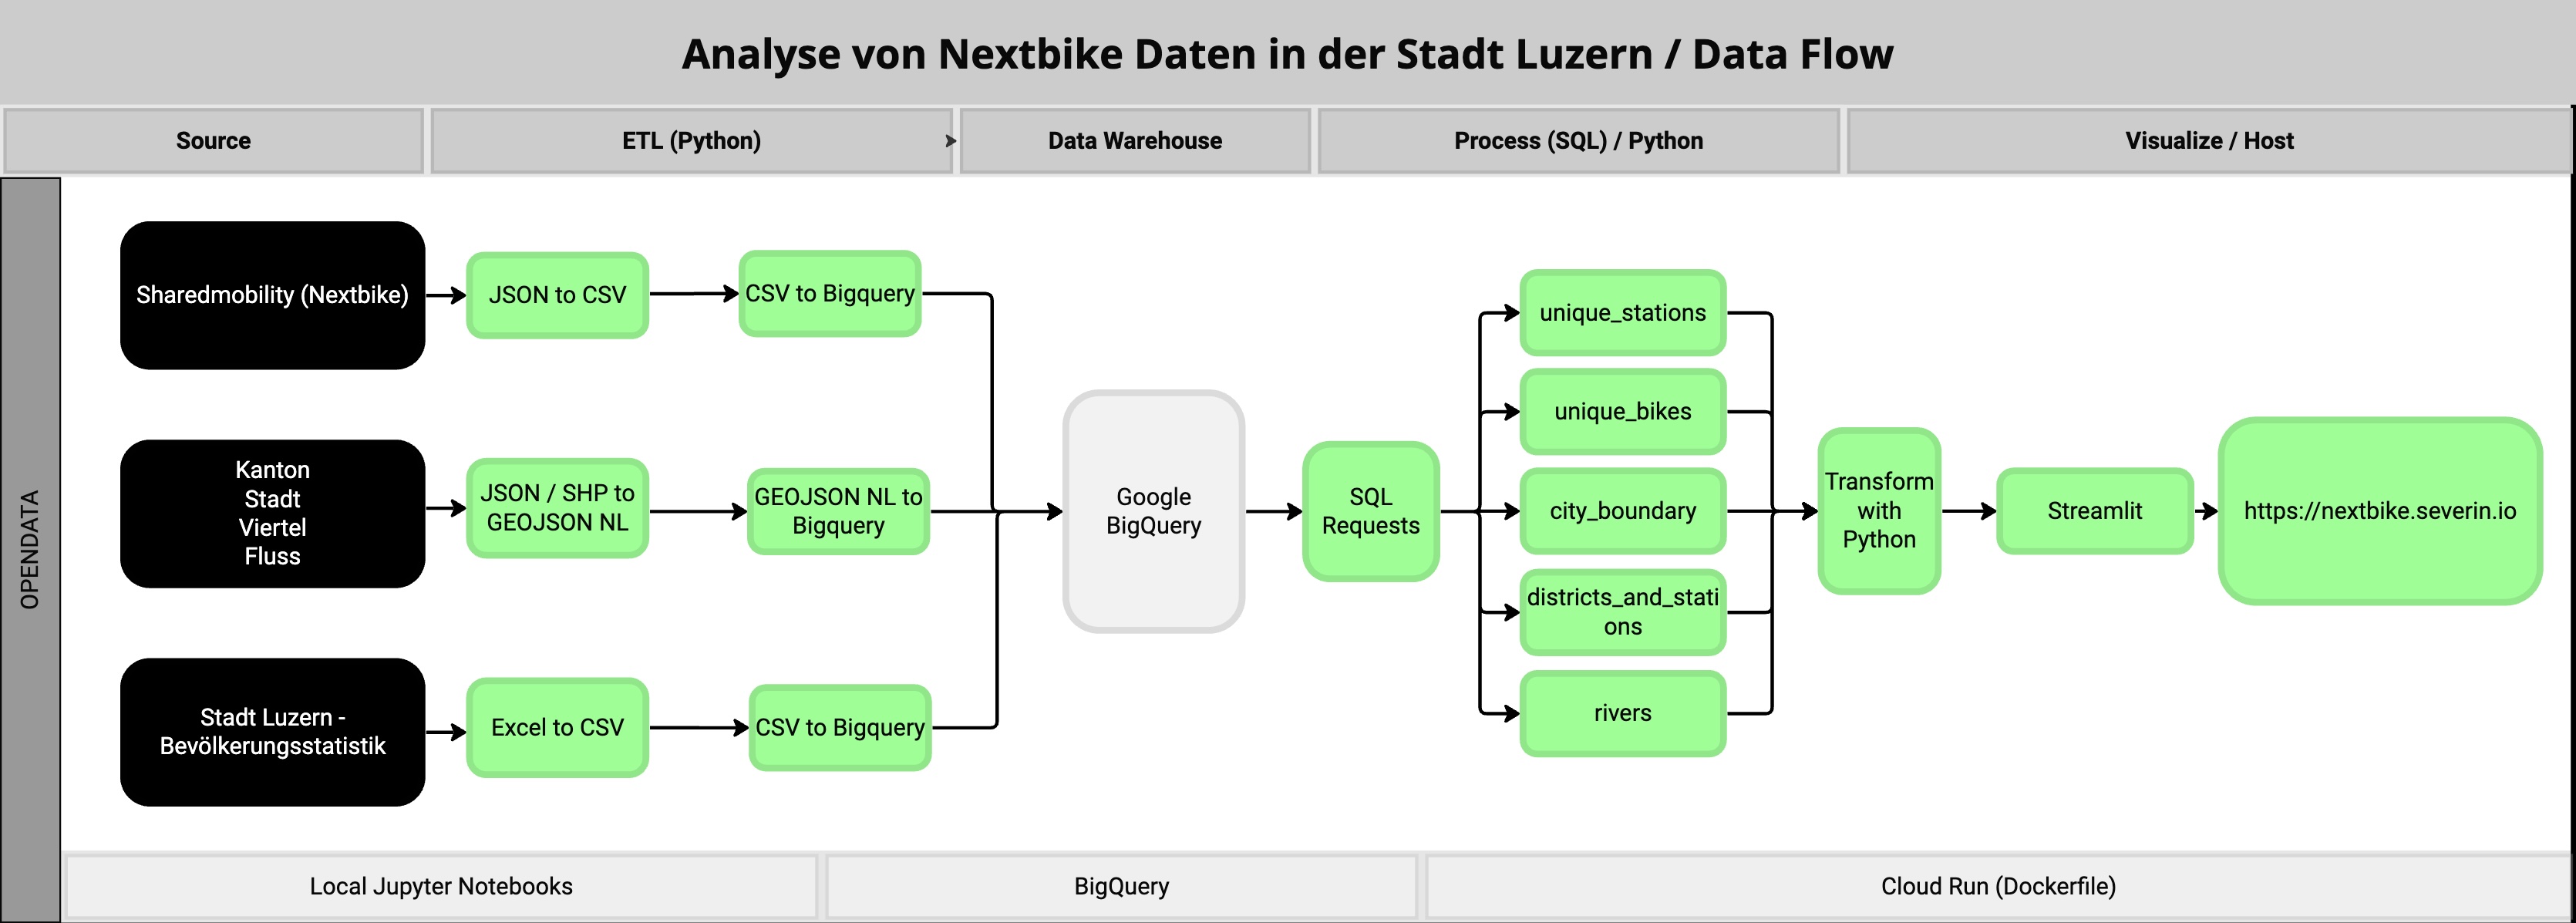 Analyse von Nextbike Daten in der Stadt Luzern / Data Flow
Source
ETL (Python)
Data Warehouse
Process (SQL) / Python
Visualize / Host
OPENDATA
Sharedmobility (Nextbike)
JSON to CSV
CSV to Bigquery
Kanton
Stadt
Viertel
Fluss
JSON / SHP to
GEOJSON NL
GEOJSON NL to
Bigquery
Stadt Luzern -
Bevölkerungsstatistik
Excel to CSV
CSV to Bigquery
Google
BigQuery
SQL
Requests
unique_stations
unique_bikes
city_boundary
districts_and_stati
ons
rivers
Transform
with
Python
Streamlit
https://nextbike.severin.io
Local Jupyter Notebooks
BigQuery
Cloud Run (Dockerfile)